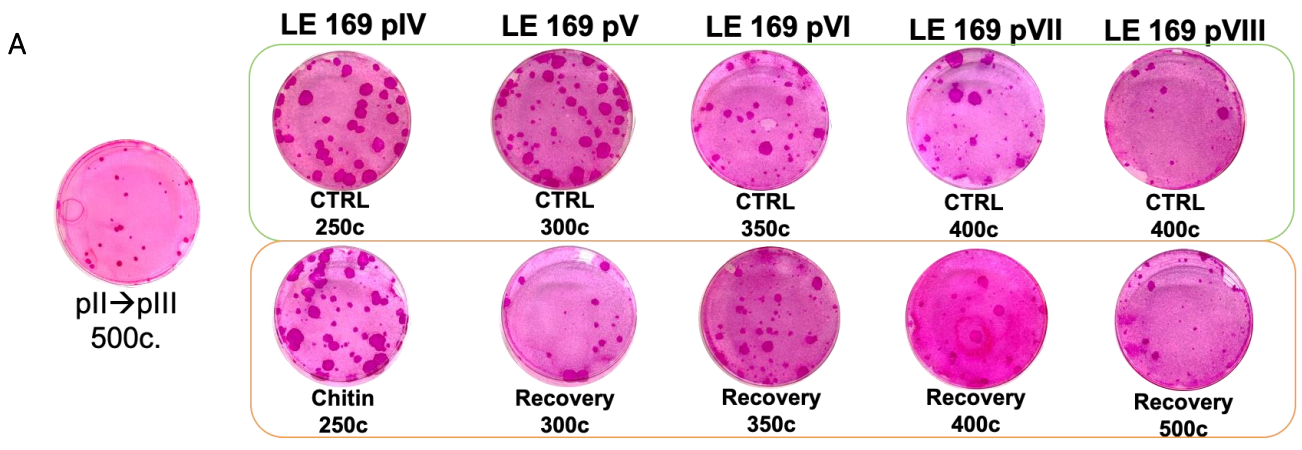 A
LE 169 pIV
LE 169 pV
LE 169 pVI
LE 169 pVII
LE 169 pVIII
CTRL
250c
CTRL
300c
CTRL
350c
CTRL
400c
CTRL
400c
pII→pIII
500c.
Chitin
250c
Recovery
300c
Recovery
350c
Recovery
400c
Recovery
500c